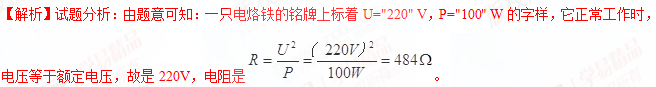 【解析】试题分析：由题意可知：一只电烙铁的铭牌上标着 U="220" V，P="100" W 的字样，它正常工作时，
电压等于额定电压，故是 220V，电阻是 R = U²/P = (220V)²/100W = 484Ω 。